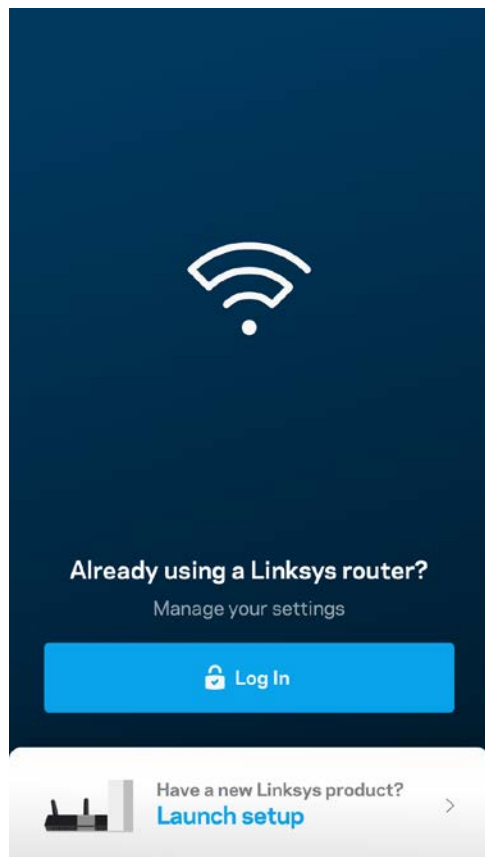 Already using a Linksys router?
Manage your settings
Log In
Have a new Linksys product?
Launch setup